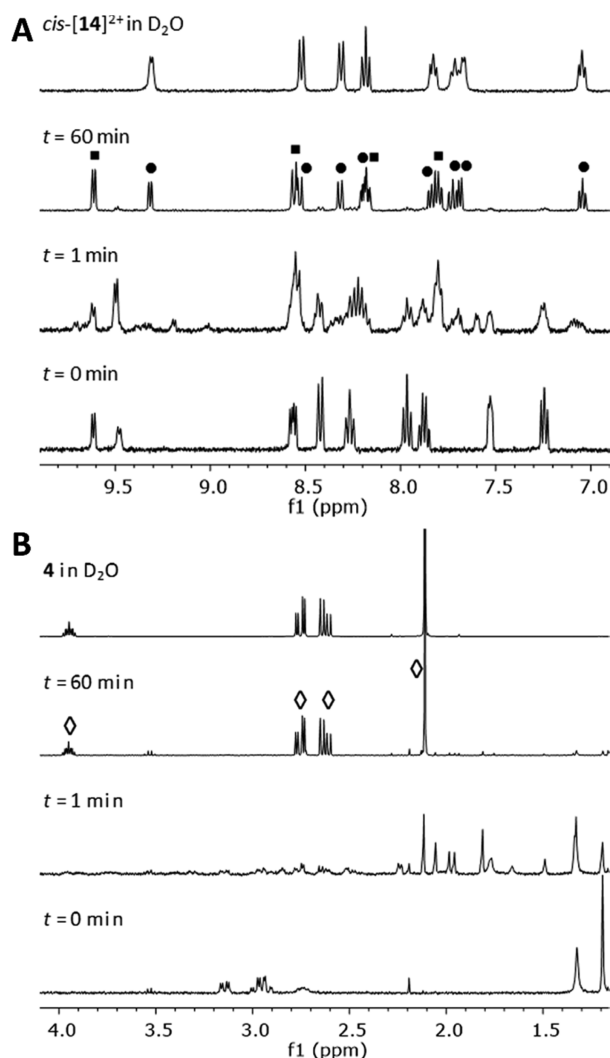 A
cis-[14]²⁺ in D₂O
t = 60 min
t = 1 min
t = 0 min
9.5 9.0 8.5 8.0 7.5 7.0
f1 (ppm)
B
4 in D₂O
t = 60 min
t = 1 min
t = 0 min
4.0 3.5 3.0 2.5 2.0 1.5
f1 (ppm)